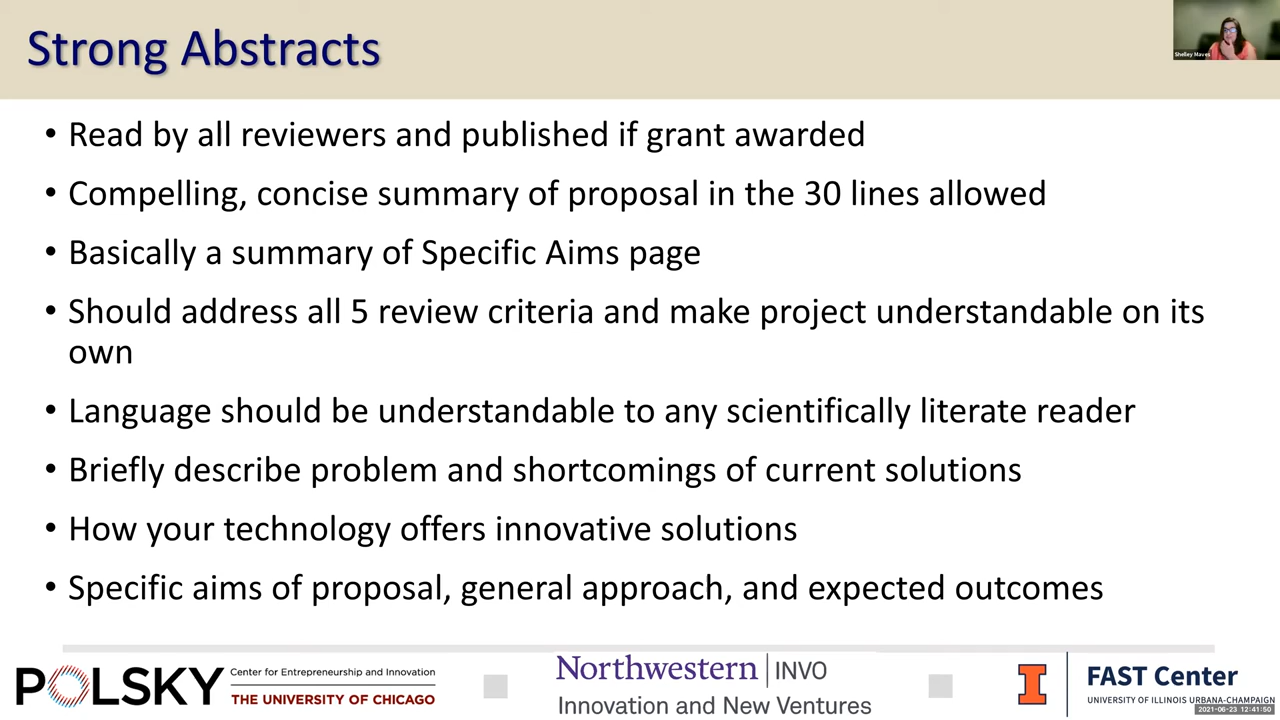 Strong Abstracts
Shelley Maves
• Read by all reviewers and published if grant awarded
• Compelling, concise summary of proposal in the 30 lines allowed
• Basically a summary of Specific Aims page
• Should address all 5 review criteria and make project understandable on its
own
• Language should be understandable to any scientifically literate reader
• Briefly describe problem and shortcomings of current solutions
• How your technology offers innovative solutions
• Specific aims of proposal, general approach, and expected outcomes
POLSKY
Center for Entrepreneurship and Innovation
THE UNIVERSITY OF CHICAGO
Northwestern | INVO
Innovation and New Ventures
I
FAST Center
UNIVERSITY OF ILLINOIS URBANA-CHAMPAIGN
2021-06-23 12:41:50